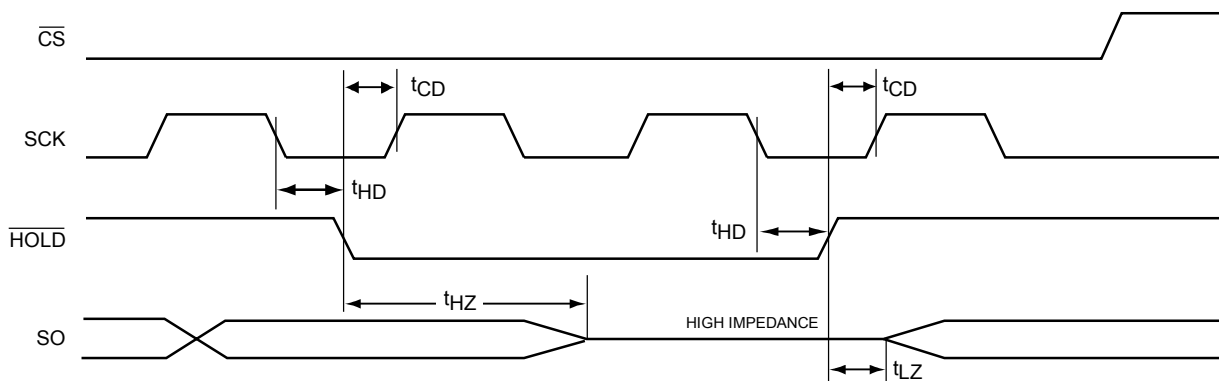 CS
tCD
tCD
SCK
tHD
HOLD
tHD
tHZ
HIGH IMPEDANCE
SO
tLZ